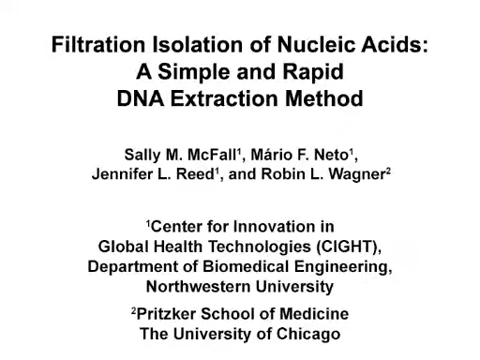 Filtration Isolation of Nucleic Acids:
A Simple and Rapid
DNA Extraction Method
Sally M. McFall¹, Mário F. Neto¹,
Jennifer L. Reed¹, and Robin L. Wagner²
¹Center for Innovation in
Global Health Technologies (CIGHT),
Department of Biomedical Engineering,
Northwestern University
²Pritzker School of Medicine
The University of Chicago